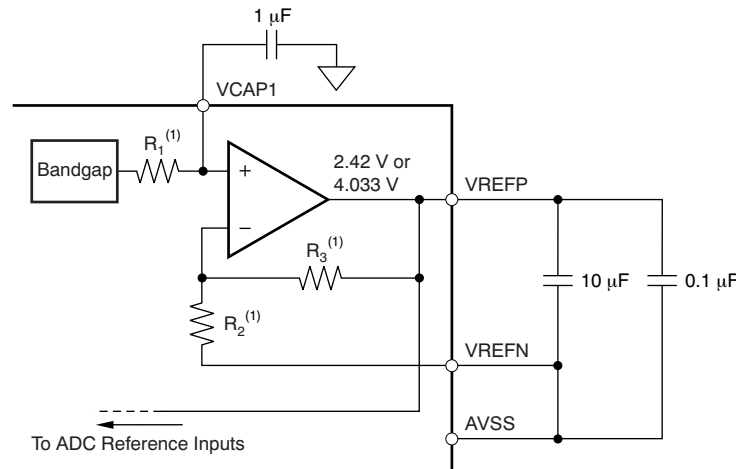 1 μF
VCAP1
Bandgap
R1(1)
+
−
2.42 V or
4.033 V
VREFP
R3(1)
R2(1)
10 μF
0.1 μF
VREFN
AVSS
To ADC Reference Inputs